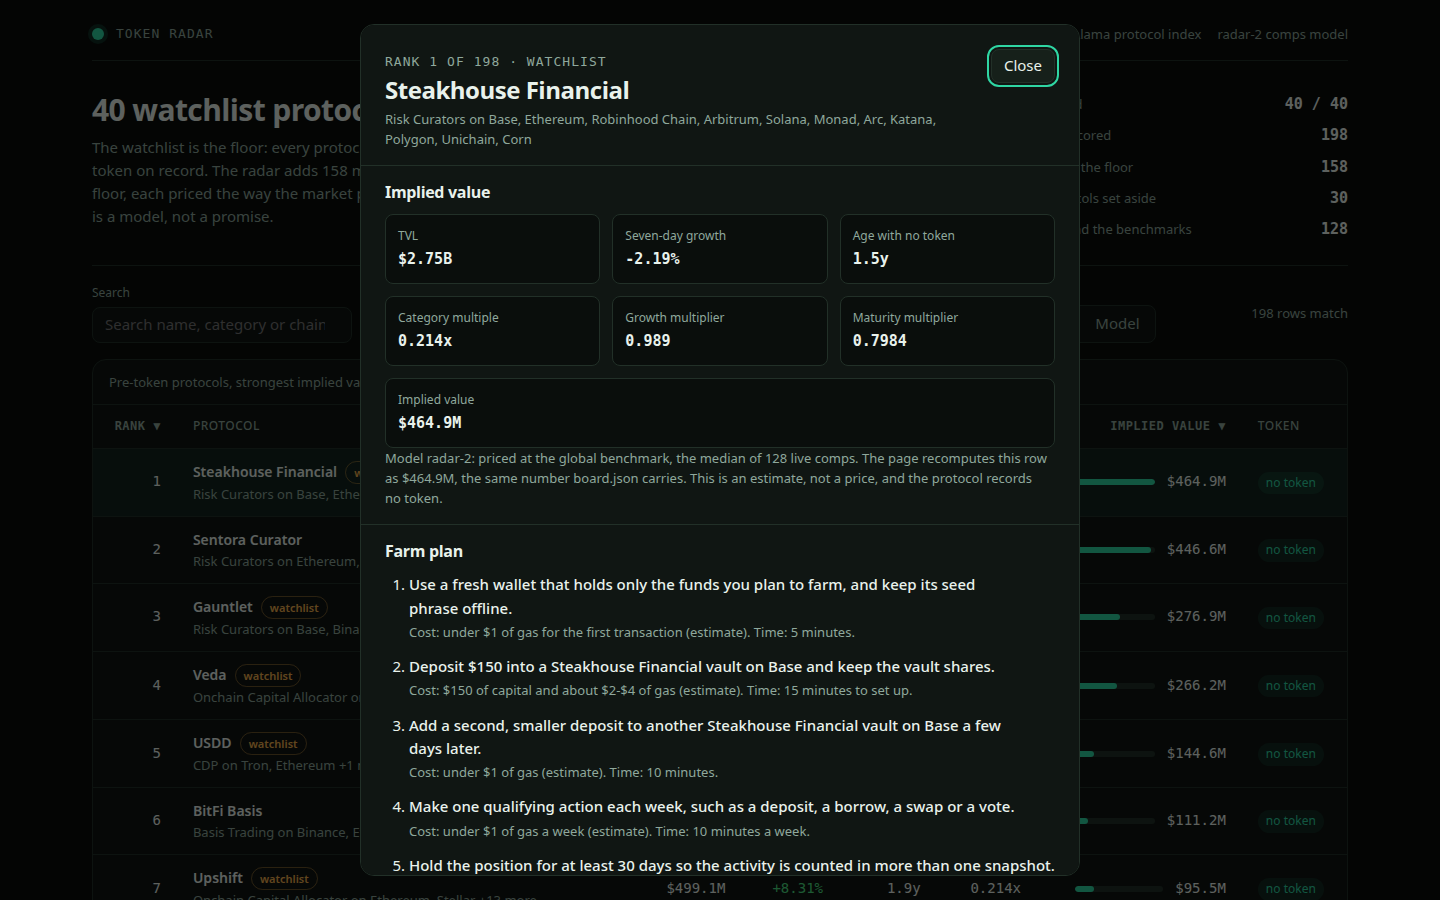 TOKEN RADAR
lama protocol index
radar-2 comps model
40 watchlist protoc
The watchlist is the floor: every protoc
token on record. The radar adds 158 m
floor, each priced the way the market p
is a model, not a promise.
40 / 40
cored
198
the floor
158
cols set aside
30
d the benchmarks
128
Search
Search name, category or chain
Model
198 rows match
Pre-token protocols, strongest implied va
RANK ▼
PROTOCOL
IMPLIED VALUE ▼
TOKEN
1
Steakhouse Financial
w
Risk Curators on Base, Ethe
$464.9M
no token
2
Sentora Curator
Risk Curators on Ethereum,
$446.6M
no token
3
Gauntlet
watchlist
Risk Curators on Base, Bina
$276.9M
no token
4
Veda
watchlist
Onchain Capital Allocator o
$266.2M
no token
5
USDD
watchlist
CDP on Tron, Ethereum +1 r
$144.6M
no token
6
BitFi Basis
Basis Trading on Binance, E
$111.2M
no token
7
Upshift
watchlist
Onchain Capital Allocator on Ethereum, Stellar +13 more
$499.1M
+8.31%
1.9y
0.214x
$95.5M
no token
RANK 1 OF 198 · WATCHLIST
Close
Steakhouse Financial
Risk Curators on Base, Ethereum, Robinhood Chain, Arbitrum, Solana, Monad, Arc, Katana,
Polygon, Unichain, Corn
Implied value
TVL
$2.75B
Seven-day growth
-2.19%
Age with no token
1.5y
Category multiple
0.214x
Growth multiplier
0.989
Maturity multiplier
0.7984
Implied value
$464.9M
Model radar-2: priced at the global benchmark, the median of 128 live comps. The page recomputes this row
as $464.9M, the same number board.json carries. This is an estimate, not a price, and the protocol records
no token.
Farm plan
1. Use a fresh wallet that holds only the funds you plan to farm, and keep its seed
phrase offline.
Cost: under $1 of gas for the first transaction (estimate). Time: 5 minutes.
2. Deposit $150 into a Steakhouse Financial vault on Base and keep the vault shares.
Cost: $150 of capital and about $2-$4 of gas (estimate). Time: 15 minutes to set up.
3. Add a second, smaller deposit to another Steakhouse Financial vault on Base a few
days later.
Cost: under $1 of gas (estimate). Time: 10 minutes.
4. Make one qualifying action each week, such as a deposit, a borrow, a swap or a vote.
Cost: under $1 of gas a week (estimate). Time: 10 minutes a week.
5. Hold the position for at least 30 days so the activity is counted in more than one snapshot.